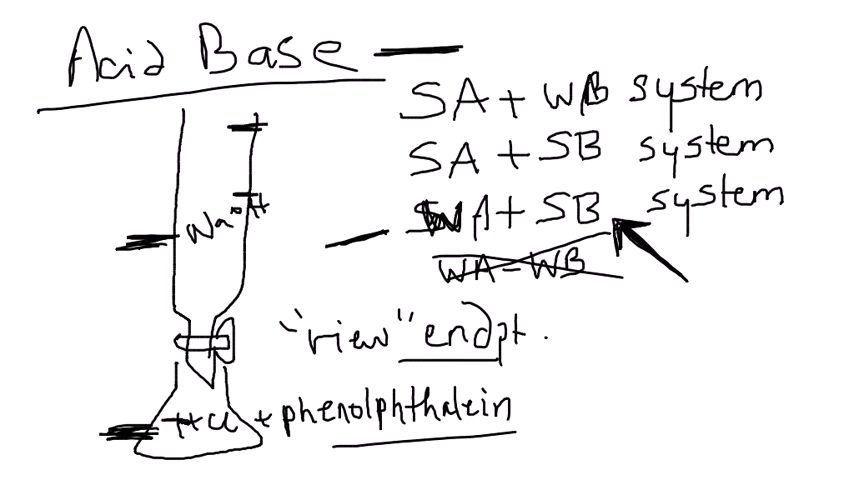 Acid Base
SA + WB system
SA + SB system
WA + SB system
WA - WB
NaOH
"view" endpt.
HCl + phenolphthalein